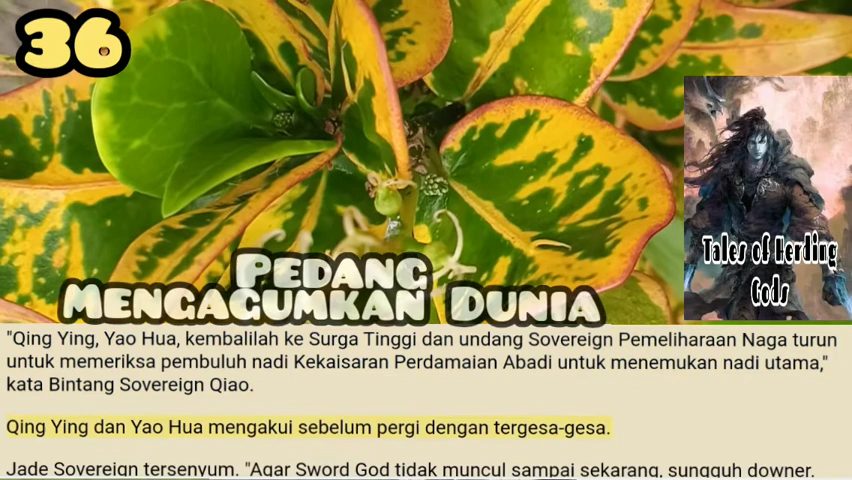 36
Tales of Herding
Gods
PEDANG
MENGAGUMKAN DUNIA
"Qing Ying, Yao Hua, kembalilah ke Surga Tinggi dan undang Sovereign Pemeliharaan Naga turun
untuk memeriksa pembuluh nadi Kekaisaran Perdamaian Abadi untuk menemukan nadi utama,"
kata Bintang Sovereign Qiao.
Qing Ying dan Yao Hua mengakui sebelum pergi dengan tergesa-gesa.
Jade Sovereign tersenyum. "Agar Sword God tidak muncul sampai sekarang, sungguh downer.